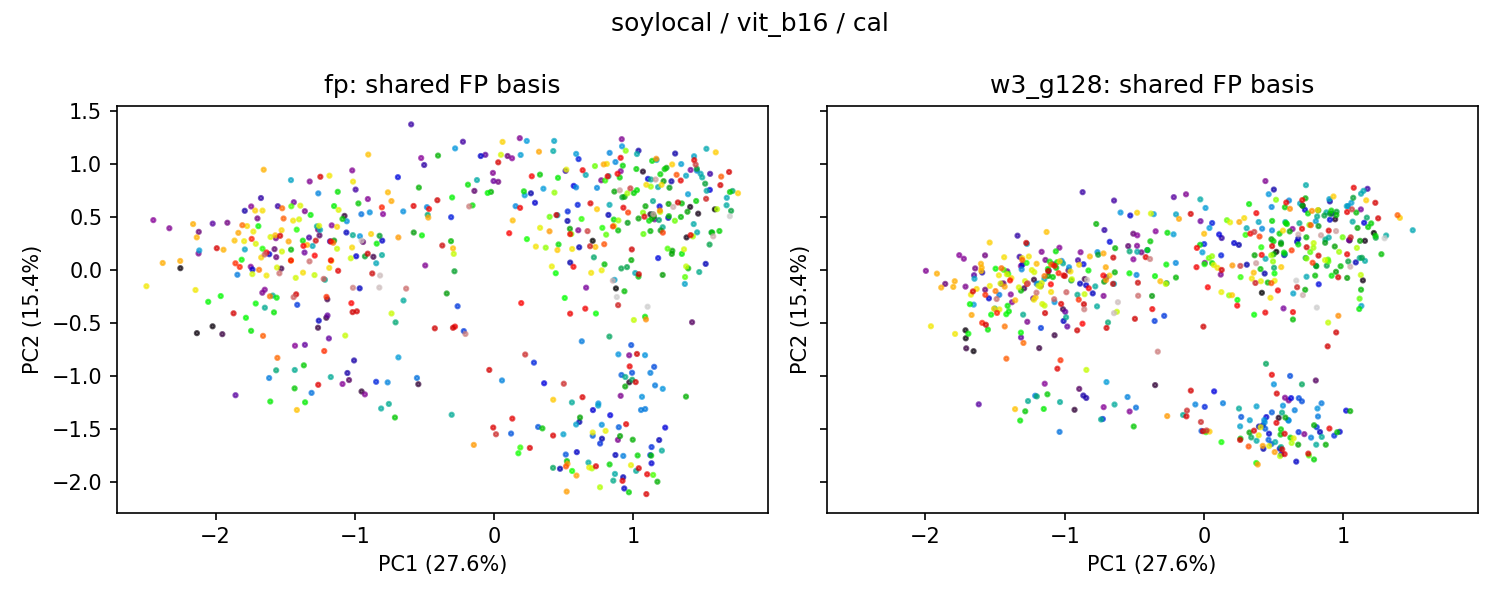 soylocal / vit_b16 / cal
fp: shared FP basis
w3_g128: shared FP basis
1.5
1.0
0.5
0.0
−0.5
−1.0
−1.5
−2.0
PC2 (15.4%)
PC2 (15.4%)
−2 −1 0 1
−2 −1 0 1
PC1 (27.6%)
PC1 (27.6%)